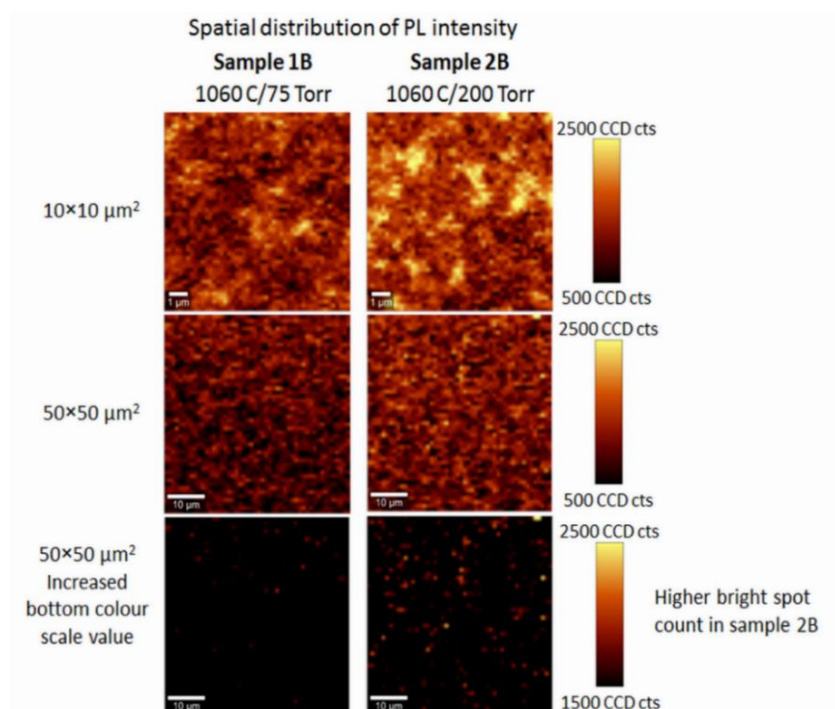 Spatial distribution of PL intensity
Sample 1B
1060 C/75 Torr
Sample 2B
1060 C/200 Torr
10×10 µm²
1 µm
1 µm
2500 CCD cts
500 CCD cts
50×50 µm²
10 µm
10 µm
2500 CCD cts
500 CCD cts
50×50 µm²
Increased
bottom colour
scale value
10 µm
10 µm
2500 CCD cts
1500 CCD cts
Higher bright spot
count in sample 2B